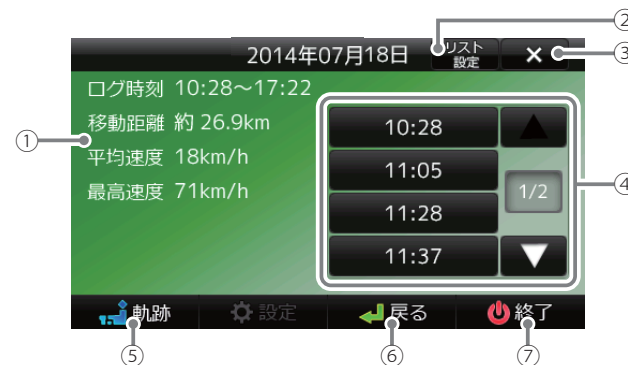 ②
2014年07月18日 リスト設定 × ③
ログ時刻 10:28～17:22
移動距離 約 26.9km
平均速度 18km/h
最高速度 71km/h
①
10:28
11:05
11:28
11:37
▲
1/2
▼
④
軌跡 設定 戻る 終了
⑤ ⑥ ⑦